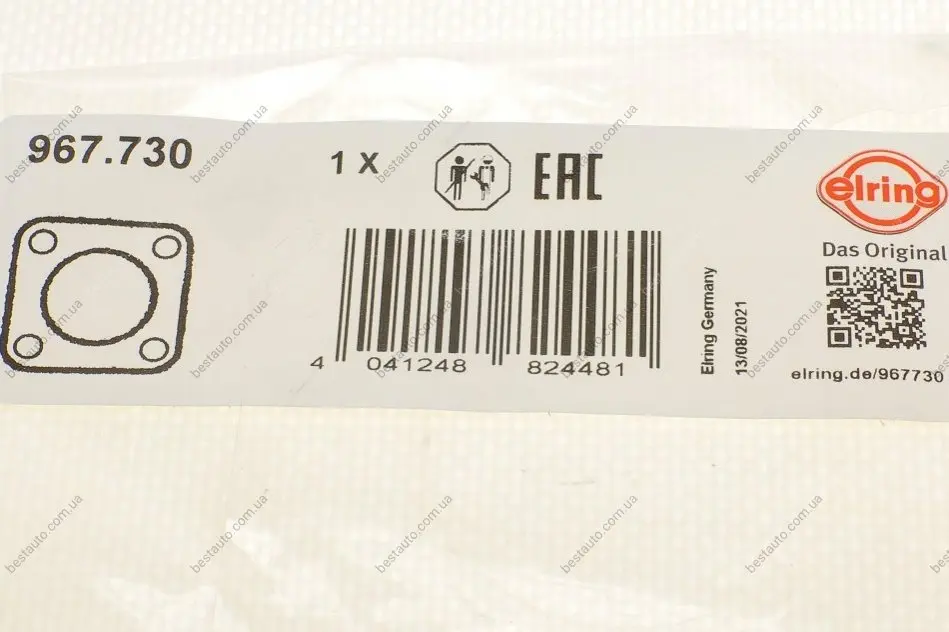 967.730
1 X
EAC
elring
Das Original
4 041248 824481
Elring Germany
13/08/2021
elring.de/967730
bestauto.com.ua